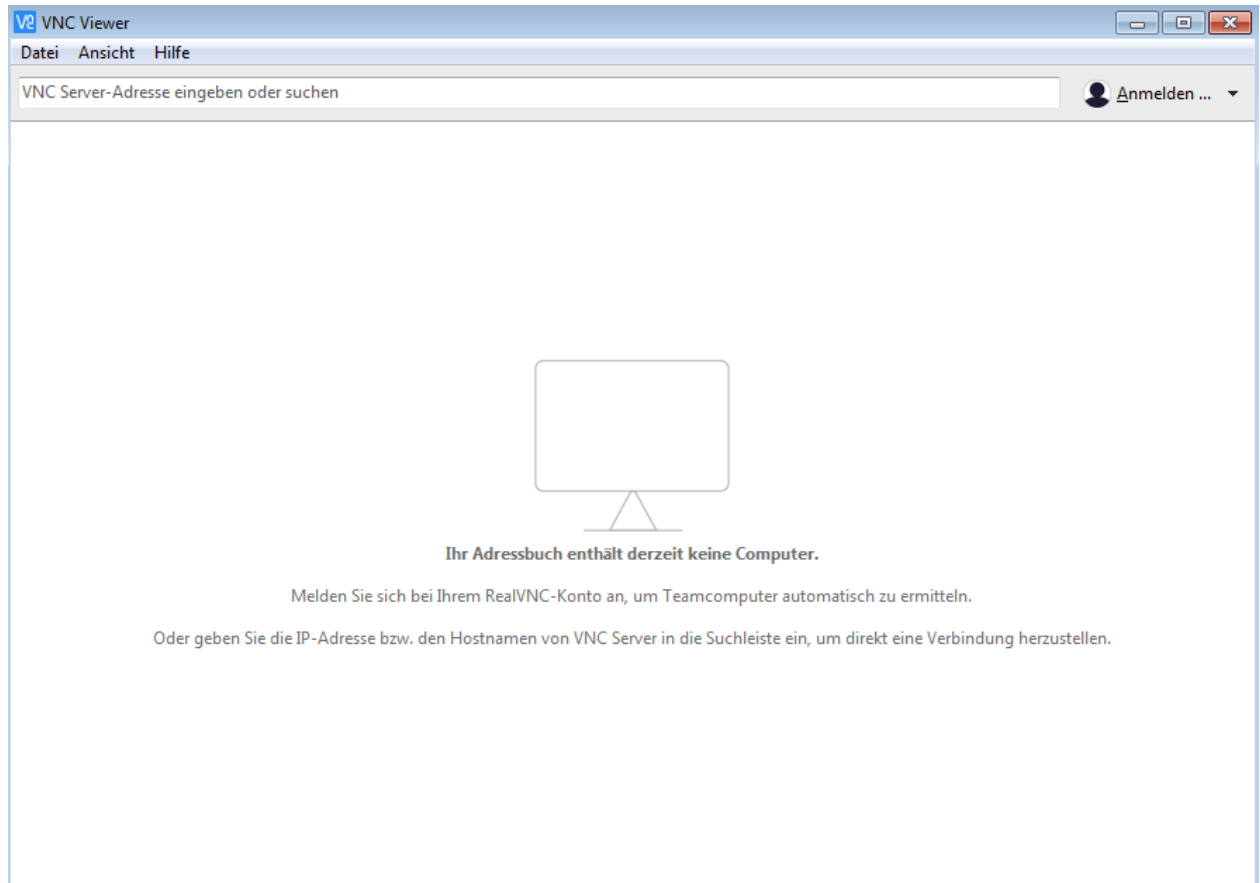 VNC Viewer
Datei Ansicht Hilfe
VNC Server-Adresse eingeben oder suchen
Anmelden ...
Ihr Adressbuch enthält derzeit keine Computer.
Melden Sie sich bei Ihrem RealVNC-Konto an, um Teamcomputer automatisch zu ermitteln.
Oder geben Sie die IP-Adresse bzw. den Hostnamen von VNC Server in die Suchleiste ein, um direkt eine Verbindung herzustellen.